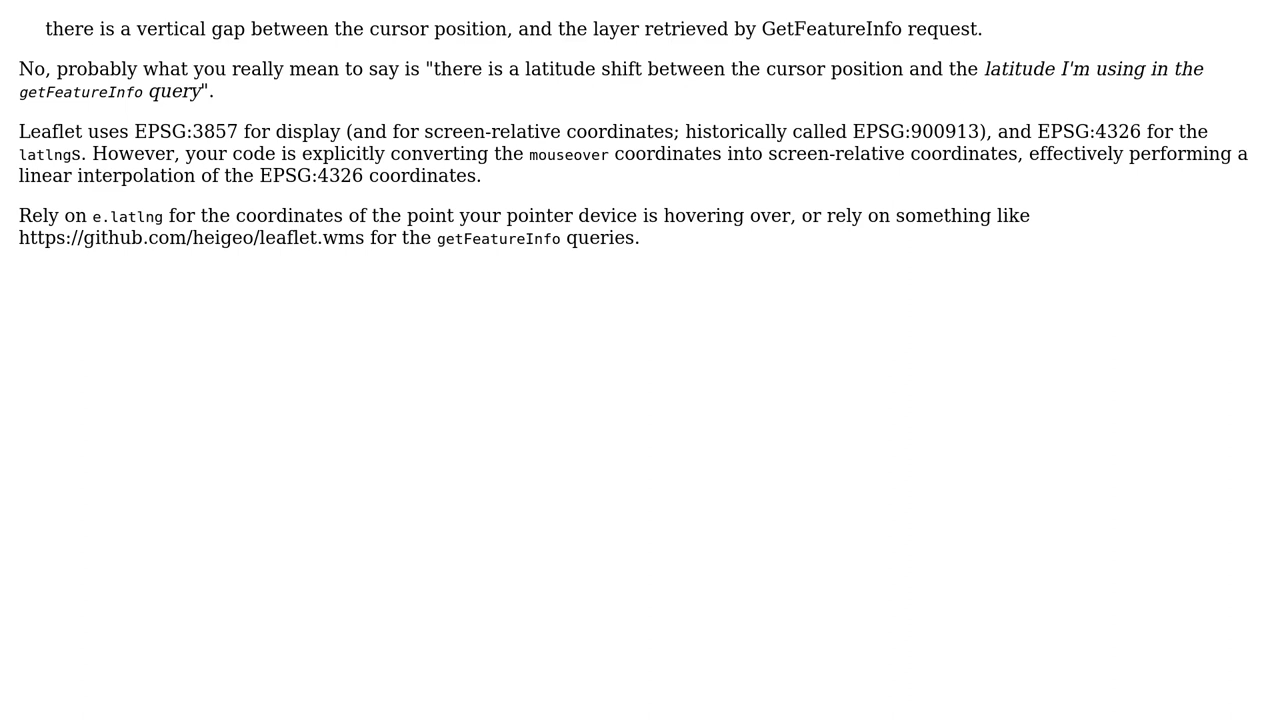 there is a vertical gap between the cursor position, and the layer retrieved by GetFeatureInfo request.
No, probably what you really mean to say is "there is a latitude shift between the cursor position and the latitude I'm using in the
getFeatureInfo query".
Leaflet uses EPSG:3857 for display (and for screen-relative coordinates; historically called EPSG:900913), and EPSG:4326 for the
latlngs. However, your code is explicitly converting the mouseover coordinates into screen-relative coordinates, effectively performing a
linear interpolation of the EPSG:4326 coordinates.
Rely on e.latlng for the coordinates of the point your pointer device is hovering over, or rely on something like
https://github.com/heigeo/leaflet.wms for the getFeatureInfo queries.